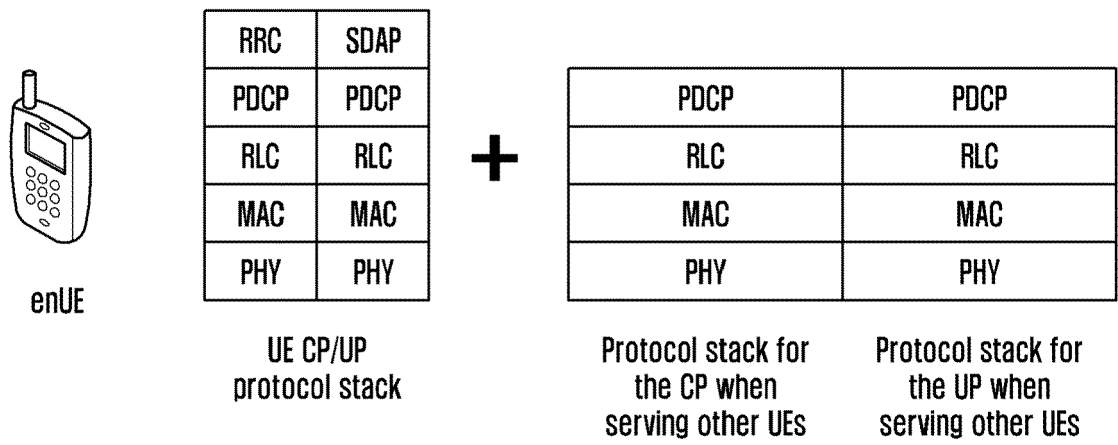 RRC SDAP
PDCP PDCP
RLC RLC
MAC MAC
PHY PHY
enUE
UE CP/UP
protocol stack
+
PDCP PDCP
RLC RLC
MAC MAC
PHY PHY
Protocol stack for
the CP when
serving other UEs
Protocol stack for
the UP when
serving other UEs